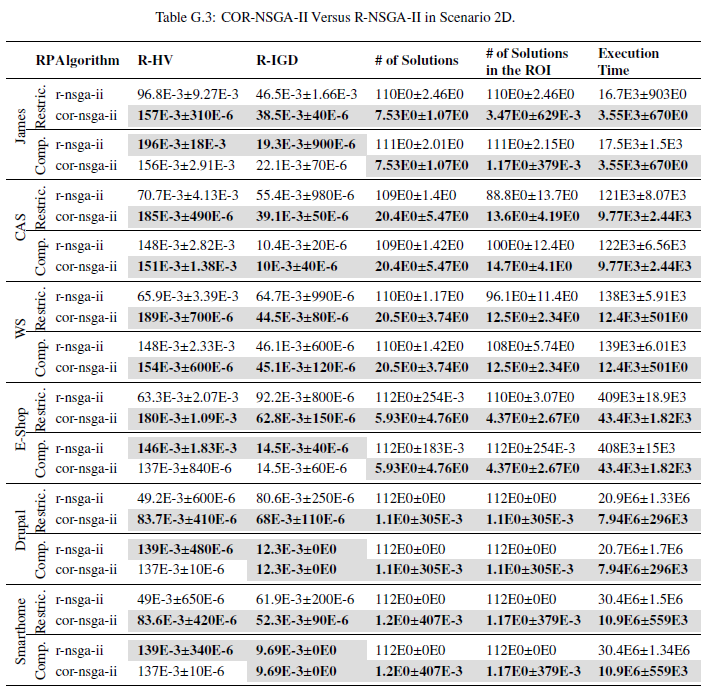 Table G.3: COR-NSGA-II Versus R-NSGA-II in Scenario 2D.
RP Algorithm R-HV R-IGD # of Solutions # of Solutions in the ROI Execution Time
James
Restric.
r-nsga-ii 96.8E-3±9.27E-3 46.5E-3±1.66E-3 110E0±2.46E0 110E0±2.46E0 16.7E3±903E0
cor-nsga-ii 157E-3±310E-6 38.5E-3±40E-6 7.53E0±1.07E0 3.47E0±629E-3 3.55E3±670E0
Comp.
r-nsga-ii 196E-3±18E-3 19.3E-3±900E-6 111E0±2.01E0 111E0±2.15E0 17.5E3±1.5E3
cor-nsga-ii 156E-3±2.91E-3 22.1E-3±70E-6 7.53E0±1.07E0 1.17E0±379E-3 3.55E3±670E0
CAS
Restric.
r-nsga-ii 70.7E-3±4.13E-3 55.4E-3±980E-6 109E0±1.4E0 88.8E0±13.7E0 121E3±8.07E3
cor-nsga-ii 185E-3±490E-6 39.1E-3±50E-6 20.4E0±5.47E0 13.6E0±4.19E0 9.77E3±2.44E3
Comp.
r-nsga-ii 148E-3±2.82E-3 10.4E-3±20E-6 109E0±1.42E0 100E0±12.4E0 122E3±6.56E3
cor-nsga-ii 151E-3±1.38E-3 10E-3±40E-6 20.4E0±5.47E0 14.7E0±4.1E0 9.77E3±2.44E3
WS
Restric.
r-nsga-ii 65.9E-3±3.39E-3 64.7E-3±990E-6 110E0±1.17E0 96.1E0±11.4E0 138E3±5.91E3
cor-nsga-ii 189E-3±700E-6 44.5E-3±80E-6 20.5E0±3.74E0 12.5E0±2.34E0 12.4E3±501E0
Comp.
r-nsga-ii 148E-3±2.33E-3 46.1E-3±600E-6 110E0±1.42E0 108E0±5.74E0 139E3±6.01E3
cor-nsga-ii 154E-3±600E-6 45.1E-3±120E-6 20.5E0±3.74E0 12.5E0±2.34E0 12.4E3±501E0
E-Shop
Restric.
r-nsga-ii 63.3E-3±2.07E-3 92.2E-3±800E-6 112E0±254E-3 110E0±3.07E0 409E3±18.9E3
cor-nsga-ii 180E-3±1.09E-3 62.8E-3±150E-6 5.93E0±4.76E0 4.37E0±2.67E0 43.4E3±1.82E3
Comp.
r-nsga-ii 146E-3±1.83E-3 14.5E-3±40E-6 112E0±183E-3 112E0±254E-3 408E3±15E3
cor-nsga-ii 137E-3±840E-6 14.5E-3±60E-6 5.93E0±4.76E0 4.37E0±2.67E0 43.4E3±1.82E3
Drupal
Restric.
r-nsga-ii 49.2E-3±600E-6 80.6E-3±250E-6 112E0±0E0 112E0±0E0 20.9E6±1.33E6
cor-nsga-ii 83.7E-3±410E-6 68E-3±110E-6 1.1E0±305E-3 1.1E0±305E-3 7.94E6±296E3
Comp.
r-nsga-ii 139E-3±480E-6 12.3E-3±0E0 112E0±0E0 112E0±0E0 20.7E6±1.7E6
cor-nsga-ii 137E-3±10E-6 12.3E-3±0E0 1.1E0±305E-3 1.1E0±305E-3 7.94E6±296E3
Smarthome
Restric.
r-nsga-ii 49E-3±650E-6 61.9E-3±200E-6 112E0±0E0 112E0±0E0 30.4E6±1.5E6
cor-nsga-ii 83.6E-3±420E-6 52.3E-3±90E-6 1.2E0±407E-3 1.17E0±379E-3 10.9E6±559E3
Comp.
r-nsga-ii 139E-3±340E-6 9.69E-3±0E0 112E0±0E0 112E0±0E0 30.4E6±1.34E6
cor-nsga-ii 137E-3±10E-6 9.69E-3±0E0 1.2E0±407E-3 1.17E0±379E-3 10.9E6±559E3